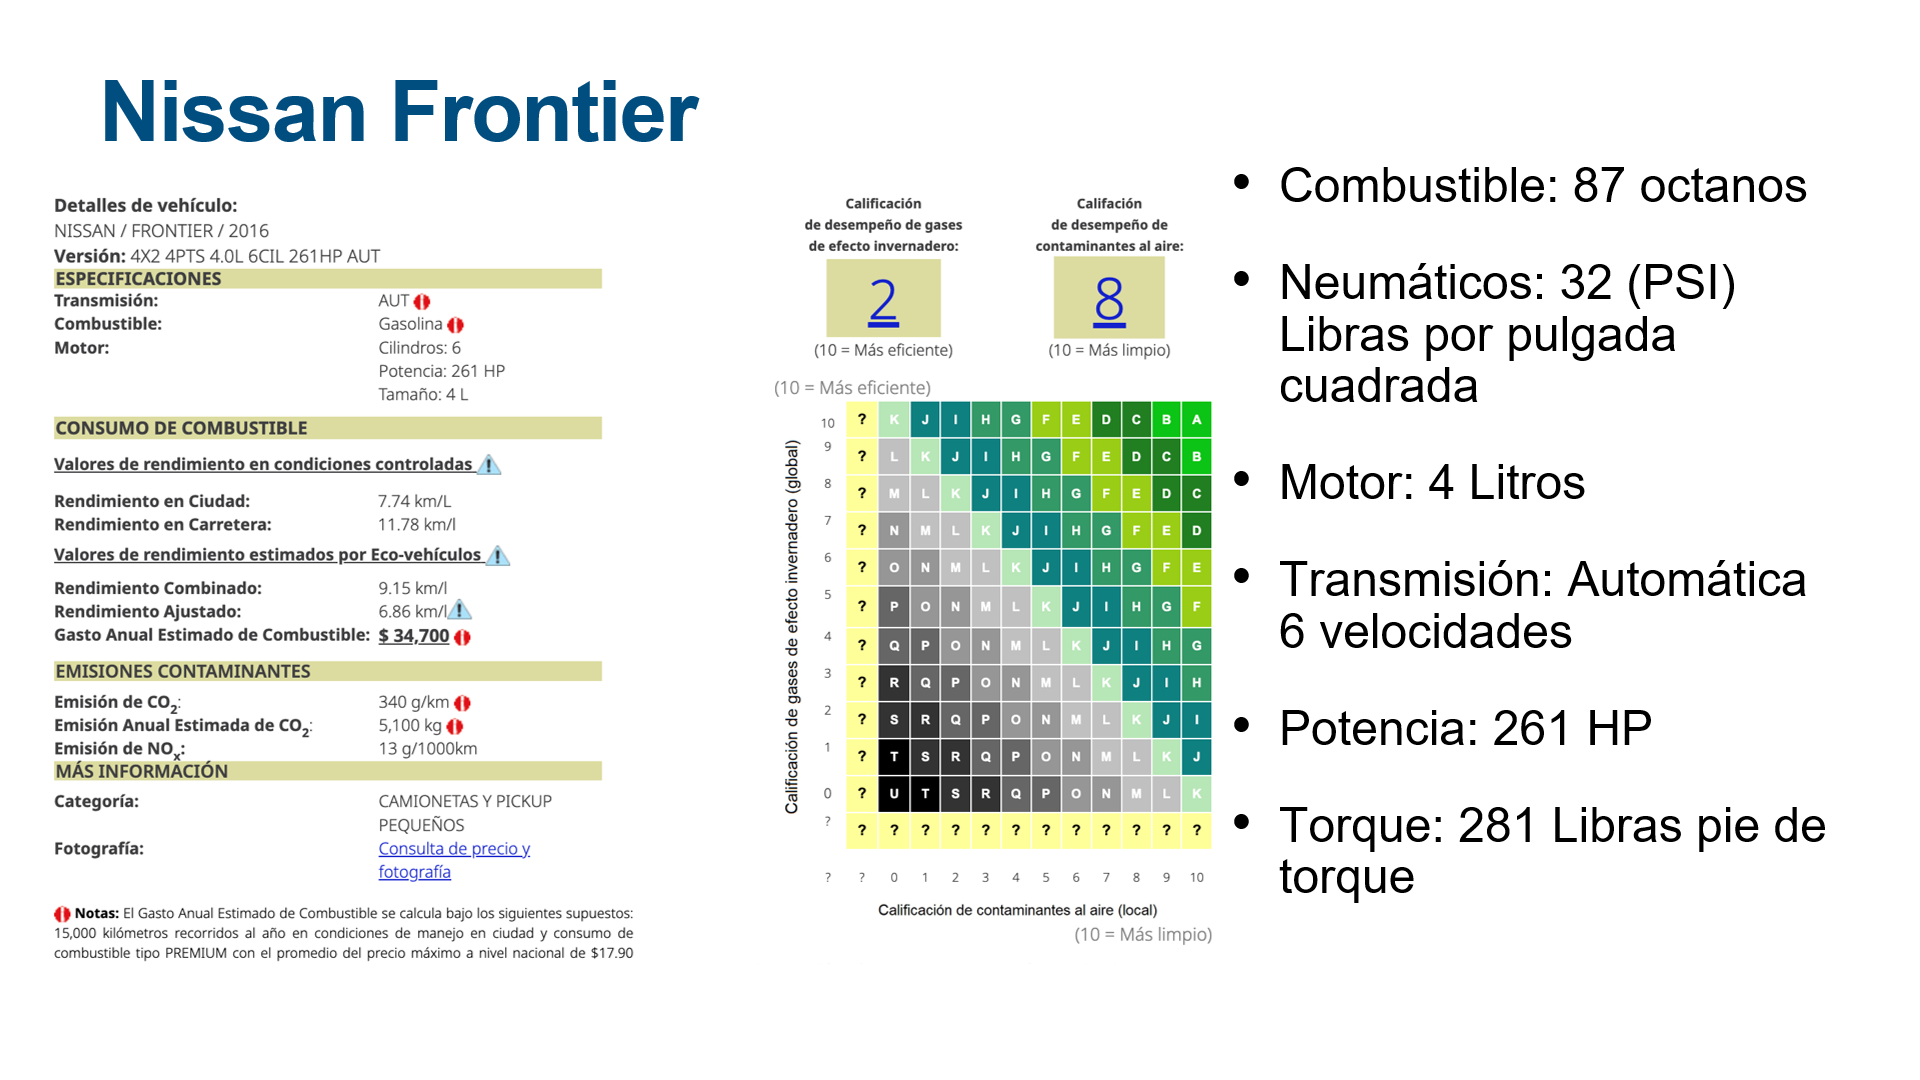 Nissan Frontier
Detalles de vehículo:
NISSAN / FRONTIER / 2016
Versión: 4X2 4PTS 4.0L 6CIL 261HP AUT
ESPECIFICACIONES
Transmisión: AUT
Combustible: Gasolina
Motor: Cilindros: 6
Potencia: 261 HP
Tamaño: 4 L
CONSUMO DE COMBUSTIBLE
Valores de rendimiento en condiciones controladas
Rendimiento en Ciudad: 7.74 km/L
Rendimiento en Carretera: 11.78 km/l
Valores de rendimiento estimados por Eco-vehículos
Rendimiento Combinado: 9.15 km/l
Rendimiento Ajustado: 6.86 km/l
Gasto Anual Estimado de Combustible: $ 34,700
EMISIONES CONTAMINANTES
Emisión de CO2: 340 g/km
Emisión Anual Estimada de CO2: 5,100 kg
Emisión de NOx: 13 g/1000km
MÁS INFORMACIÓN
Categoría: CAMIONETAS Y PICKUP
PEQUEÑOS
Fotografía: Consulta de precio y
fotografía
Notas: El Gasto Anual Estimado de Combustible se calcula bajo los siguientes supuestos:
15,000 kilómetros recorridos al año en condiciones de manejo en ciudad y consumo de
combustible tipo PREMIUM con el promedio del precio máximo a nivel nacional de $17.90
Calificación
de desempeño de gases
de efecto invernadero:
2
(10 = Más eficiente)
Califación
de desempeño de
contaminantes al aire:
8
(10 = Más limpio)
(10 = Más eficiente)
Calificación de gases de efecto invernadero (global)
10 ? K J I H G F E D C B A
9 ? L K J I H G F E D C B
8 ? M L K J I H G F E D C
7 ? N M L K J I H G F E D
6 ? O N M L K J I H G F E
5 ? P O N M L K J I H G F
4 ? Q P O N M L K J I H G
3 ? R Q P O N M L K J I H
2 ? S R Q P O N M L K J I
1 ? T S R Q P O N M L K J
0 ? U T S R Q P O N M L K
? ? ? ? ? ? ? ? ? ? ? ? ?
? ? 0 1 2 3 4 5 6 7 8 9 10
Calificación de contaminantes al aire (local)
(10 = Más limpio)
• Combustible: 87 octanos
• Neumáticos: 32 (PSI)
Libras por pulgada
cuadrada
• Motor: 4 Litros
• Transmisión: Automática
6 velocidades
• Potencia: 261 HP
• Torque: 281 Libras pie de
torque